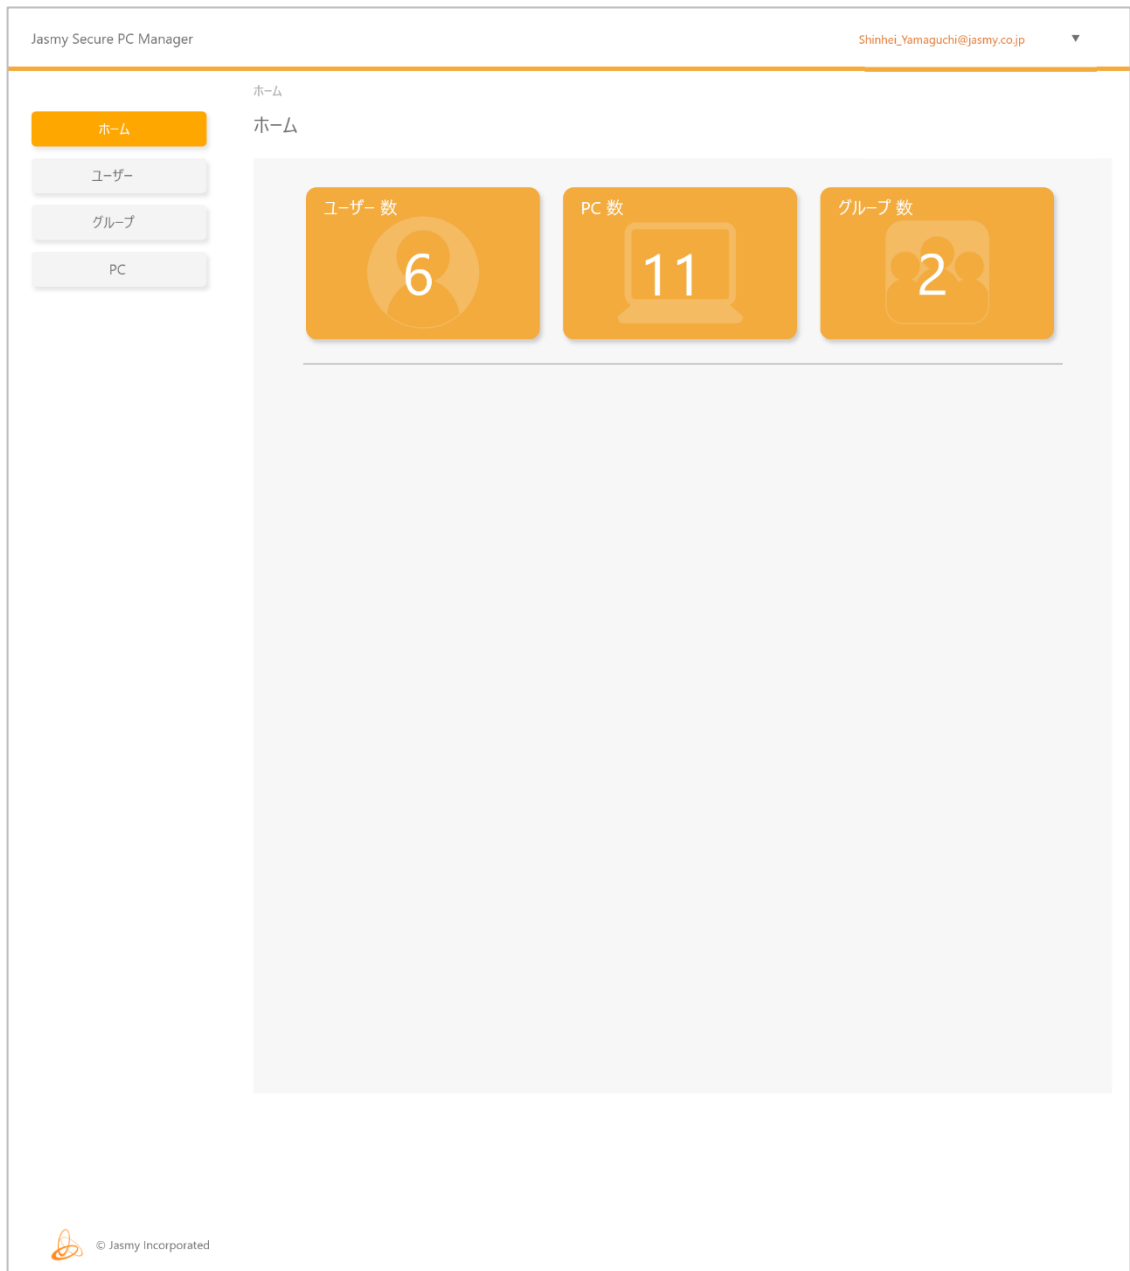 Jasmy Secure PC Manager
Shinhei_Yamaguchi@jasmy.co.jp ▼
ホーム
ホーム
ホーム
ユーザー
グループ
PC
ユーザー 数
6
PC 数
11
グループ 数
2
© Jasmy Incorporated